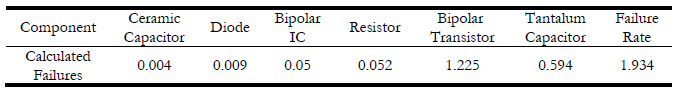 Component Ceramic Capacitor Diode Bipolar IC Resistor Bipolar Transistor Tantalum Capacitor Failure Rate
Calculated Failures 0.004 0.009 0.05 0.052 1.225 0.594 1.934